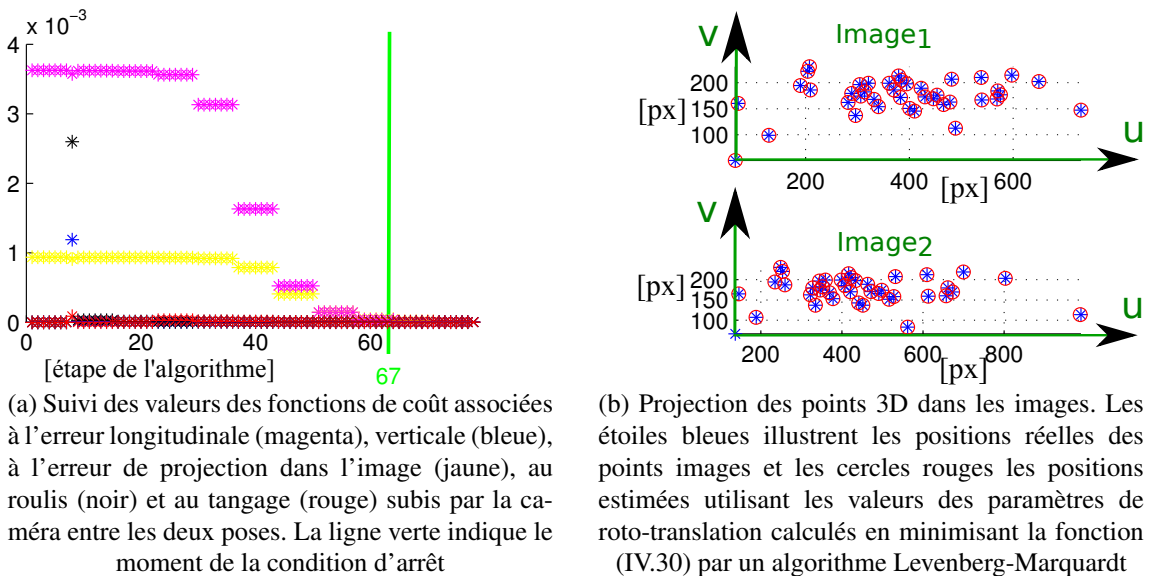 x 10⁻³
4
3
2
1
0
0 20 40 60
[étape de l'algorithme]
67
v
Image₁
[px]
200
150
100
u
200 400 600
[px]
v
Image₂
[px]
200
150
100
u
200 400 600 800
[px]
(a) Suivi des valeurs des fonctions de coût associées
à l'erreur longitudinale (magenta), verticale (bleue),
à l'erreur de projection dans l'image (jaune), au
roulis (noir) et au tangage (rouge) subis par la ca-
méra entre les deux poses. La ligne verte indique le
moment de la condition d'arrêt
(b) Projection des points 3D dans les images. Les
étoiles bleues illustrent les positions réelles des
points images et les cercles rouges les positions
estimées utilisant les valeurs des paramètres de
roto-translation calculés en minimisant la fonction
(IV.30) par un algorithme Levenberg-Marquardt